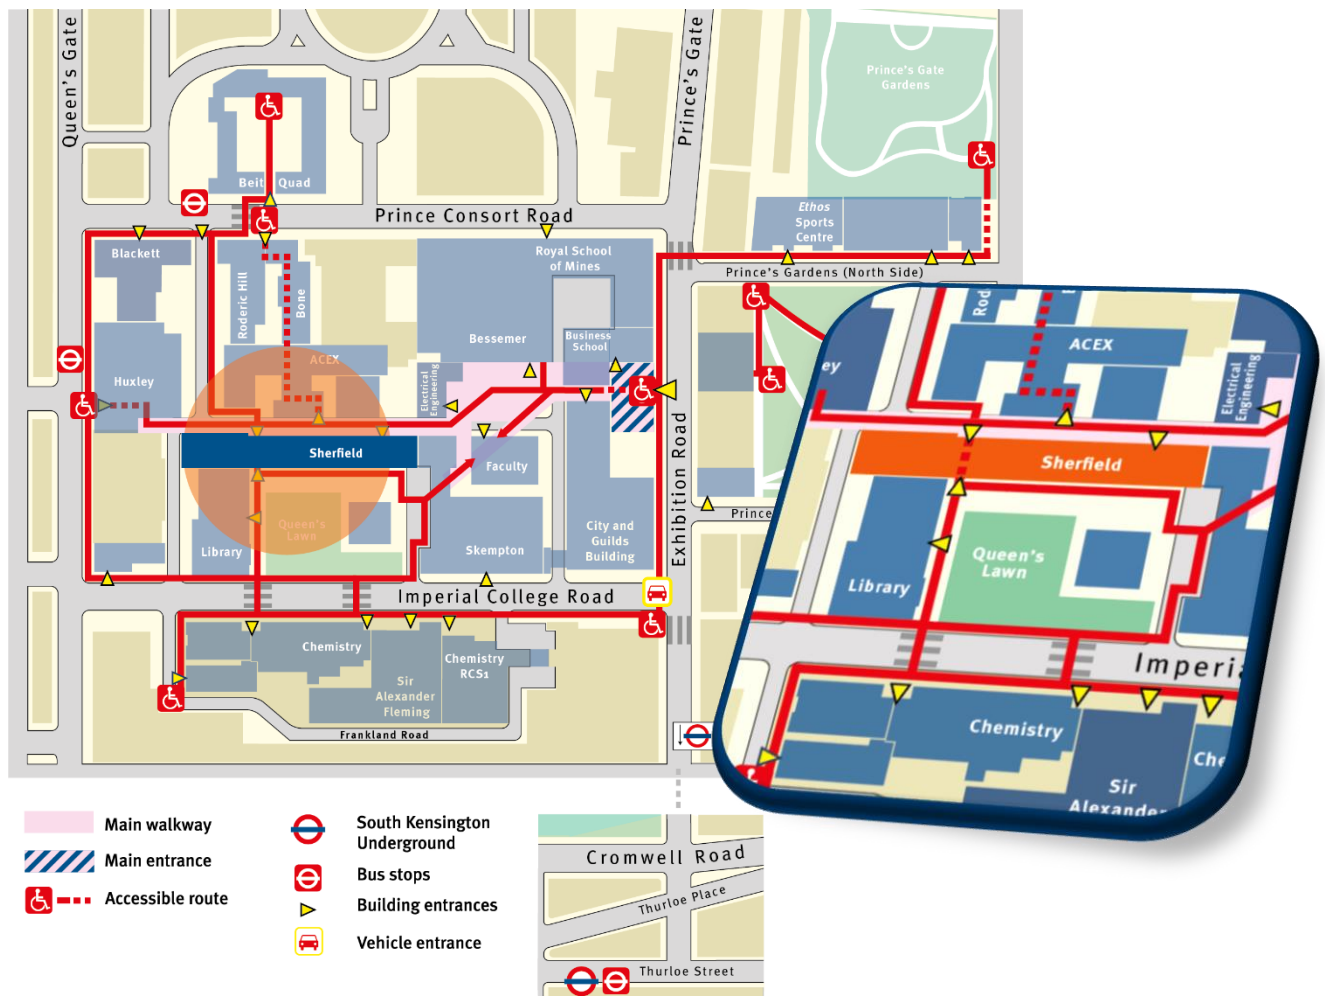 Queen's Gate
Prince's Gate
Prince's Gate
Gardens
Beit Quad
Prince Consort Road
Ethos
Sports
Centre
Prince's Gardens (North Side)
Blackett
Roderic Hill
Bone
Royal School
of Mines
Bessemer
Business
School
ACEX
Huxley
Electrical
Engineering
Sherfield
Faculty
Queen's
Lawn
Library
Skempton
City and
Guilds
Building
Exhibition Road
Prince
Imperial College Road
Chemistry
Chemistry
RCS1
Sir
Alexander
Fleming
Frankland Road
Rod
ACEX
ey
Electrical
Engineering
Sherfield
Queen's
Lawn
Library
Imperia
Chemistry
Sir
Alexander
Che
Main walkway
Main entrance
Accessible route
South Kensington
Underground
Bus stops
Building entrances
Vehicle entrance
Cromwell Road
Thurloe Place
Thurloe Street